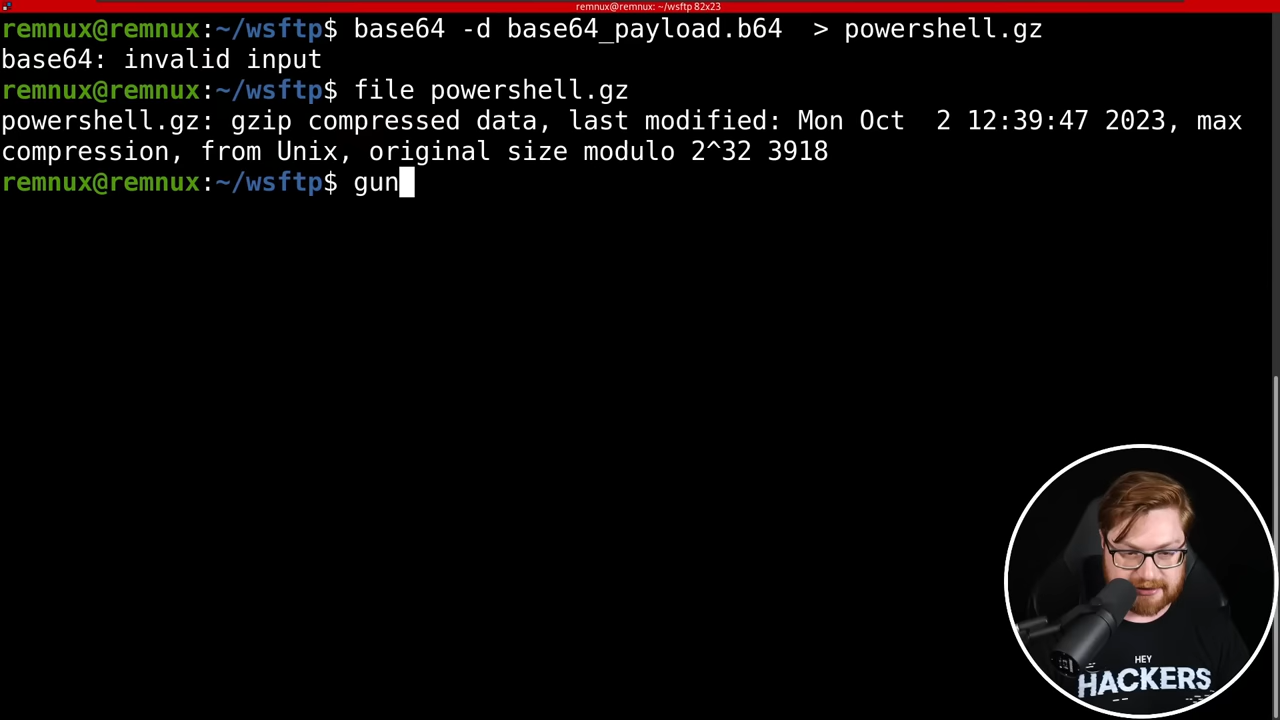 remnux@remnux: ~/wsftp 82x23
remnux@remnux:~/wsftp$ base64 -d base64_payload.b64  > powershell.gz
base64: invalid input
remnux@remnux:~/wsftp$ file powershell.gz
powershell.gz: gzip compressed data, last modified: Mon Oct  2 12:39:47 2023, max
compression, from Unix, original size modulo 2^32 3918
remnux@remnux:~/wsftp$ gun
HEY
HACKERS